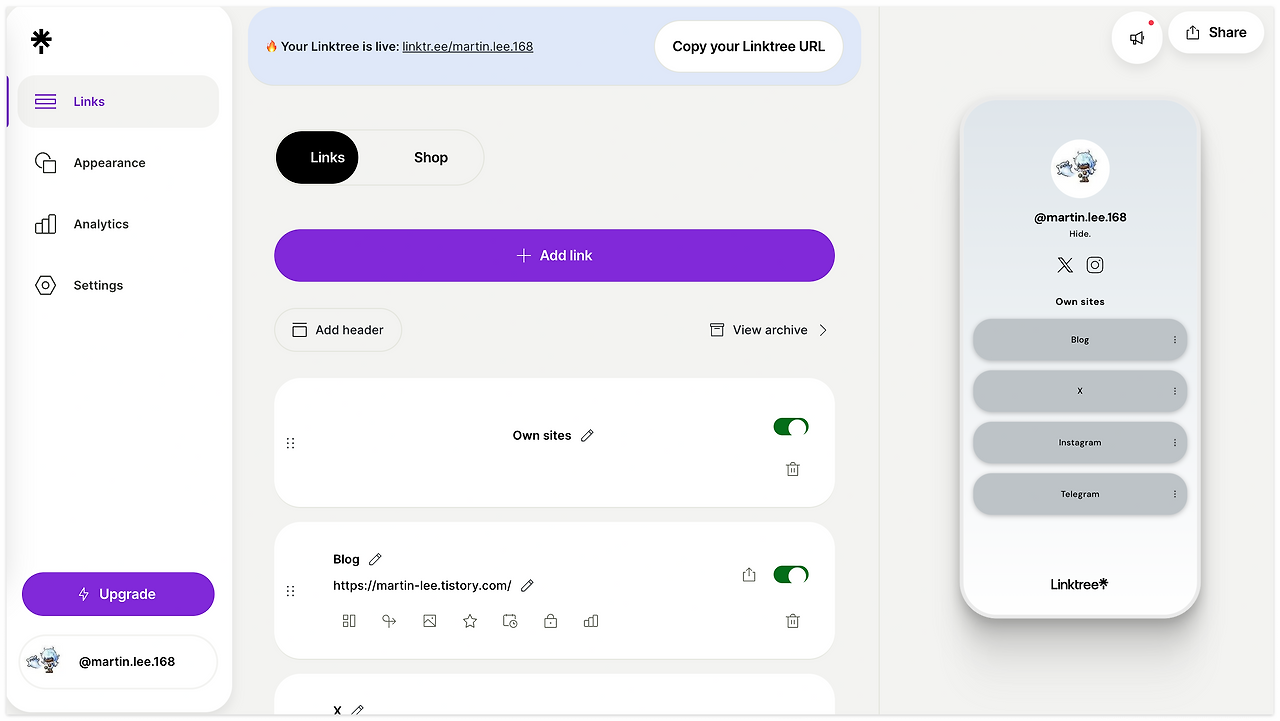 Links
Appearance
Analytics
Settings
Upgrade
@martin.lee.168
🔥 Your Linktree is live: linktr.ee/martin.lee.168
Copy your Linktree URL
Links
Shop
Add link
Add header
View archive
Own sites
Blog
https://martin-lee.tistory.com/
X
Share
@martin.lee.168
Hide.
Own sites
Blog
X
Instagram
Telegram
Linktree